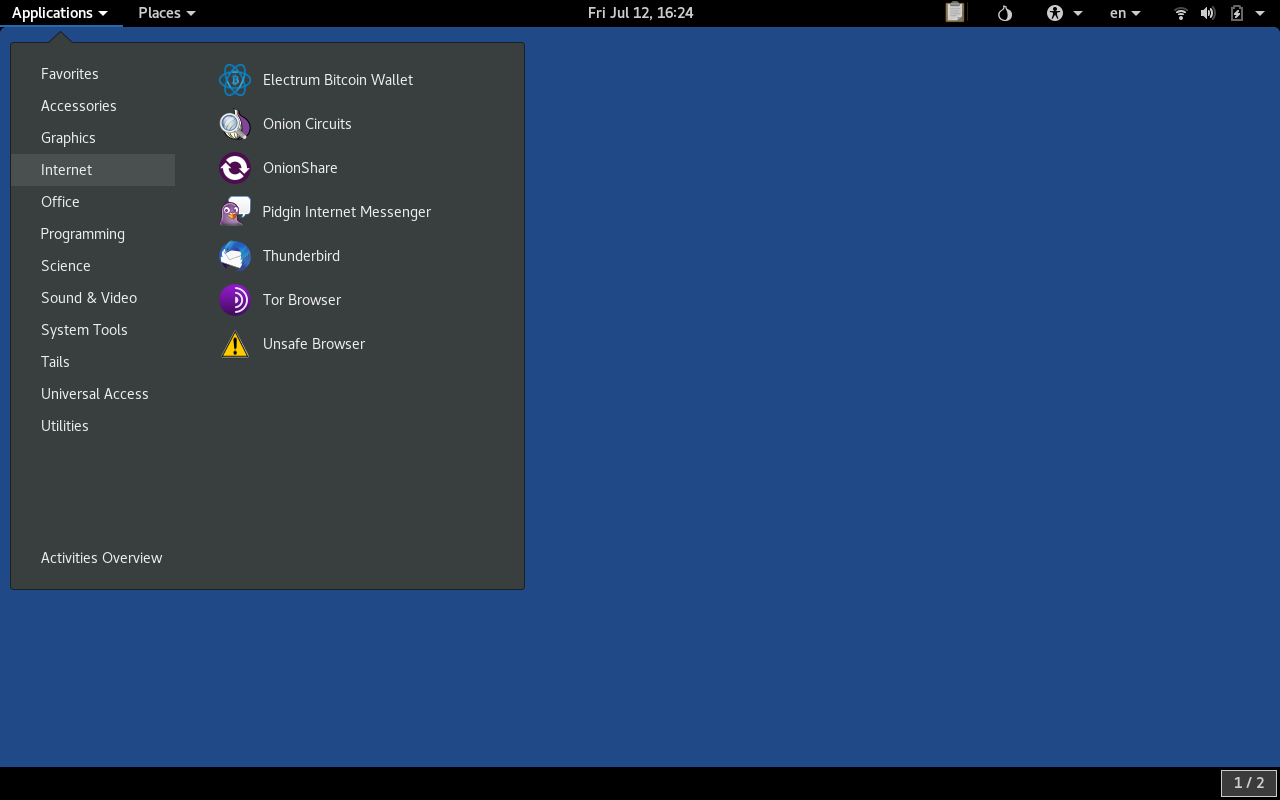 Applications Places Fri Jul 12, 16:24 en
Favorites
Accessories
Graphics
Internet
Office
Programming
Science
Sound & Video
System Tools
Tails
Universal Access
Utilities
Activities Overview
Electrum Bitcoin Wallet
Onion Circuits
OnionShare
Pidgin Internet Messenger
Thunderbird
Tor Browser
Unsafe Browser
1 / 2